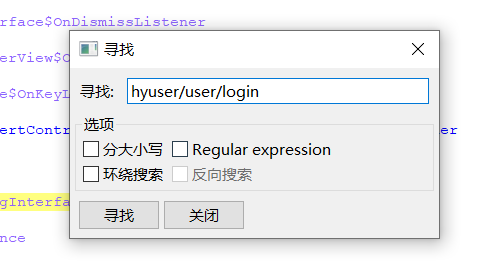 rface$OnDismissListener
寻找
erView$C
寻找: hyuser/user/login
e$OnKeyL
选项
ertContr
er
分大小写 Regular expression
环绕搜索 反向搜索
gInterfa
寻找 关闭
nce